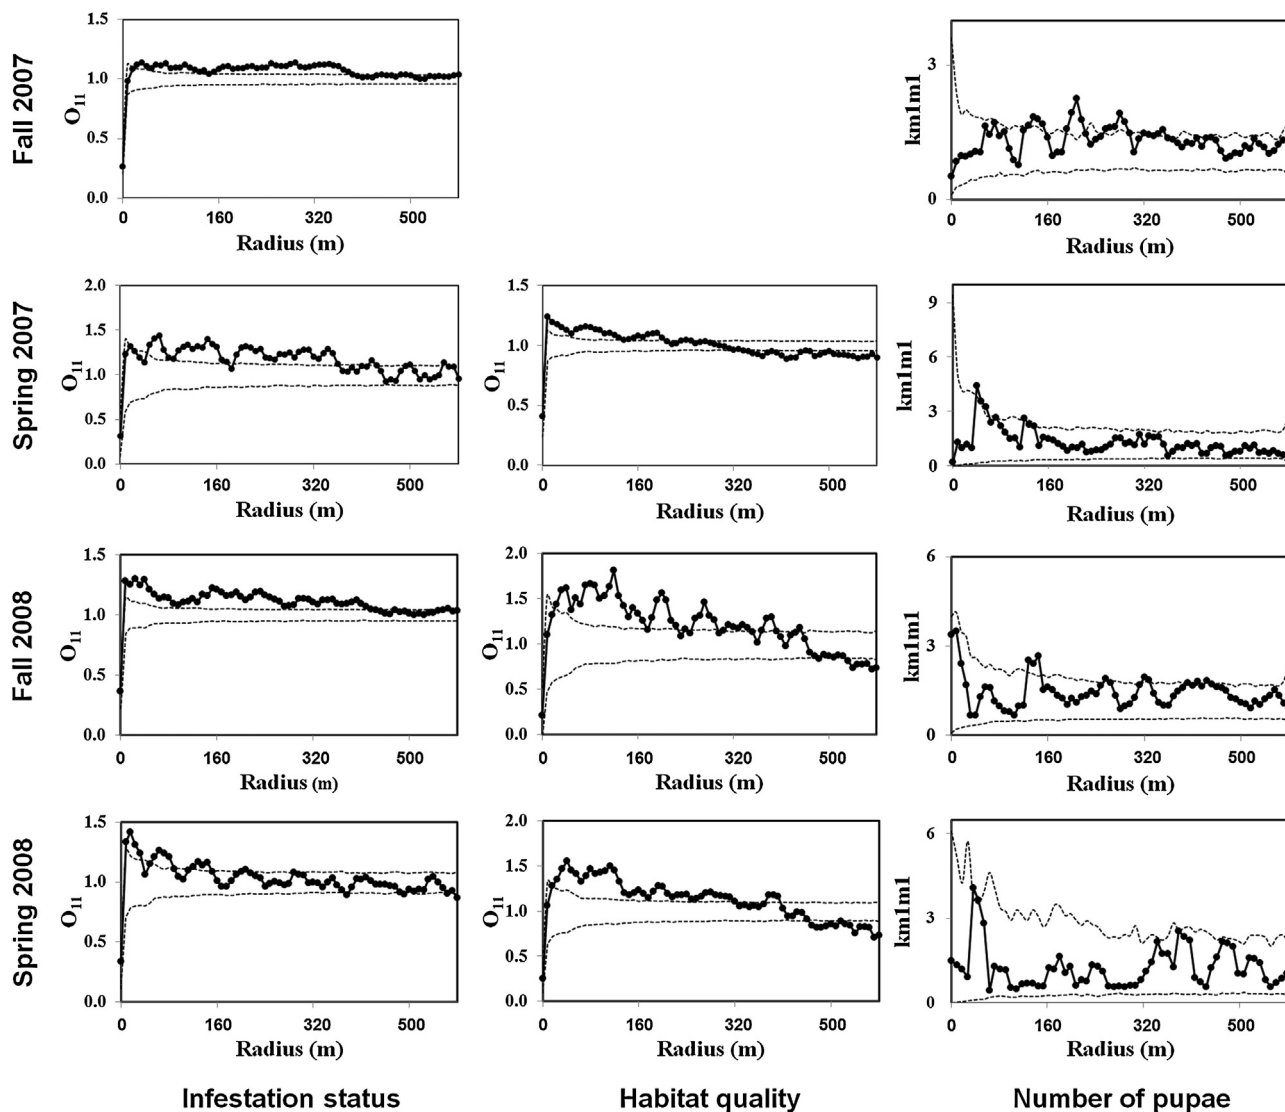 Fall 2007
1.5
1.0
0.5
0.0
O11
0 160 320 500
Radius (m)
3
0
km1m1
0 160 320 500
Radius (m)
Spring 2007
2.0
1.5
1.0
0.5
0.0
O11
0 160 320 500
Radius (m)
1.5
1.0
0.5
0.0
O11
0 160 320 500
Radius (m)
9
6
3
0
km1m1
0 160 320 500
Radius (m)
Fall 2008
1.5
1.0
0.5
0.0
O11
0 160 320 500
Radius (m)
2.0
1.5
1.0
0.5
0.0
O11
0 160 320 500
Radius (m)
6
3
0
km1m1
0 160 320 500
Radius (m)
Spring 2008
1.5
1.0
0.5
0.0
O11
0 160 320 500
Radius (m)
2.0
1.5
1.0
0.5
0.0
O11
0 160 320 500
Radius (m)
6
3
0
km1m1
0 160 320 500
Radius (m)
Infestation status
Habitat quality
Number of pupae